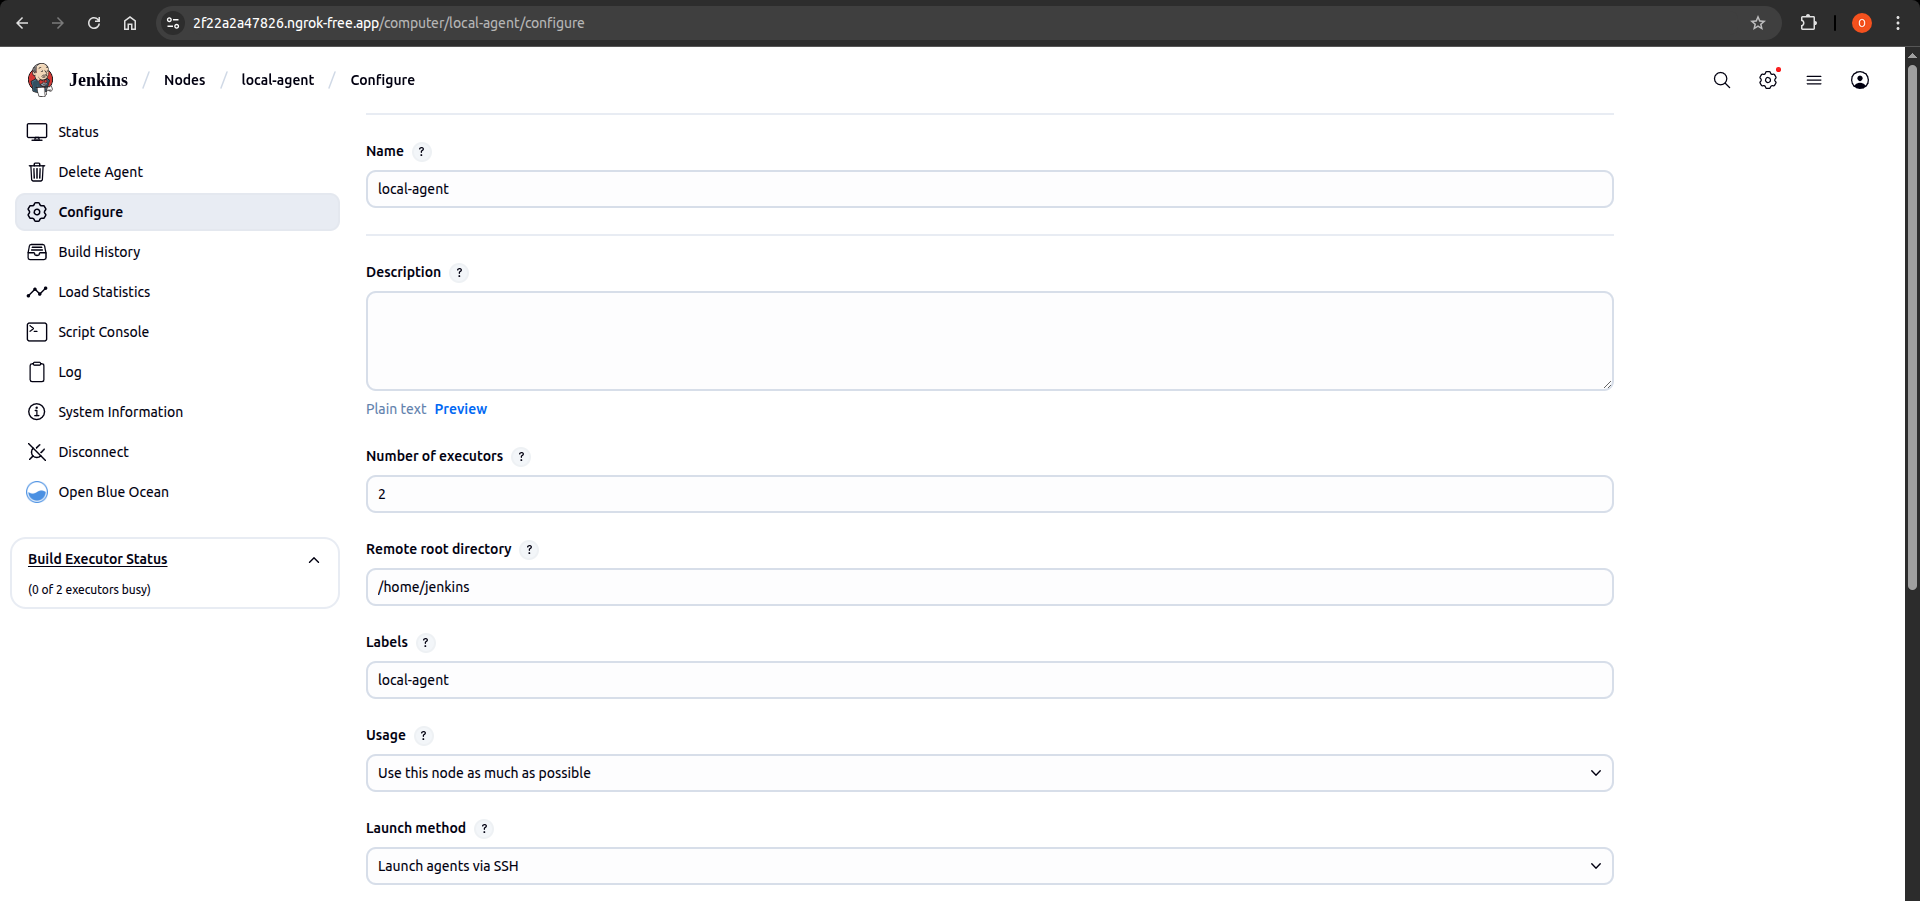 2f22a2a47826.ngrok-free.app/computer/local-agent/configure
O
Jenkins / Nodes / local-agent / Configure
Status
Delete Agent
Configure
Build History
Load Statistics
Script Console
Log
System Information
Disconnect
Open Blue Ocean
Build Executor Status
(0 of 2 executors busy)
Name ?
local-agent
Description ?
Plain text Preview
Number of executors ?
2
Remote root directory ?
/home/jenkins
Labels ?
local-agent
Usage ?
Use this node as much as possible
Launch method ?
Launch agents via SSH